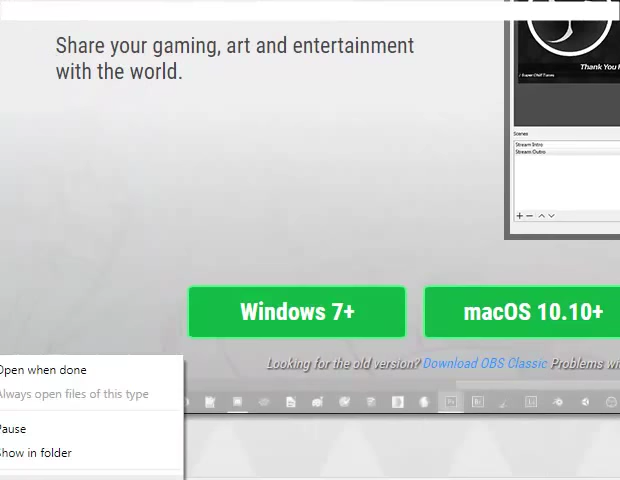 Share your gaming, art and entertainment
with the world.
Thank You
Scenes
Stream Intro
Stream Outro
Windows 7+
macOS 10.10+
Looking for the old version? Download OBS Classic Problems
Open when done
Always open files of this type
Pause
Show in folder